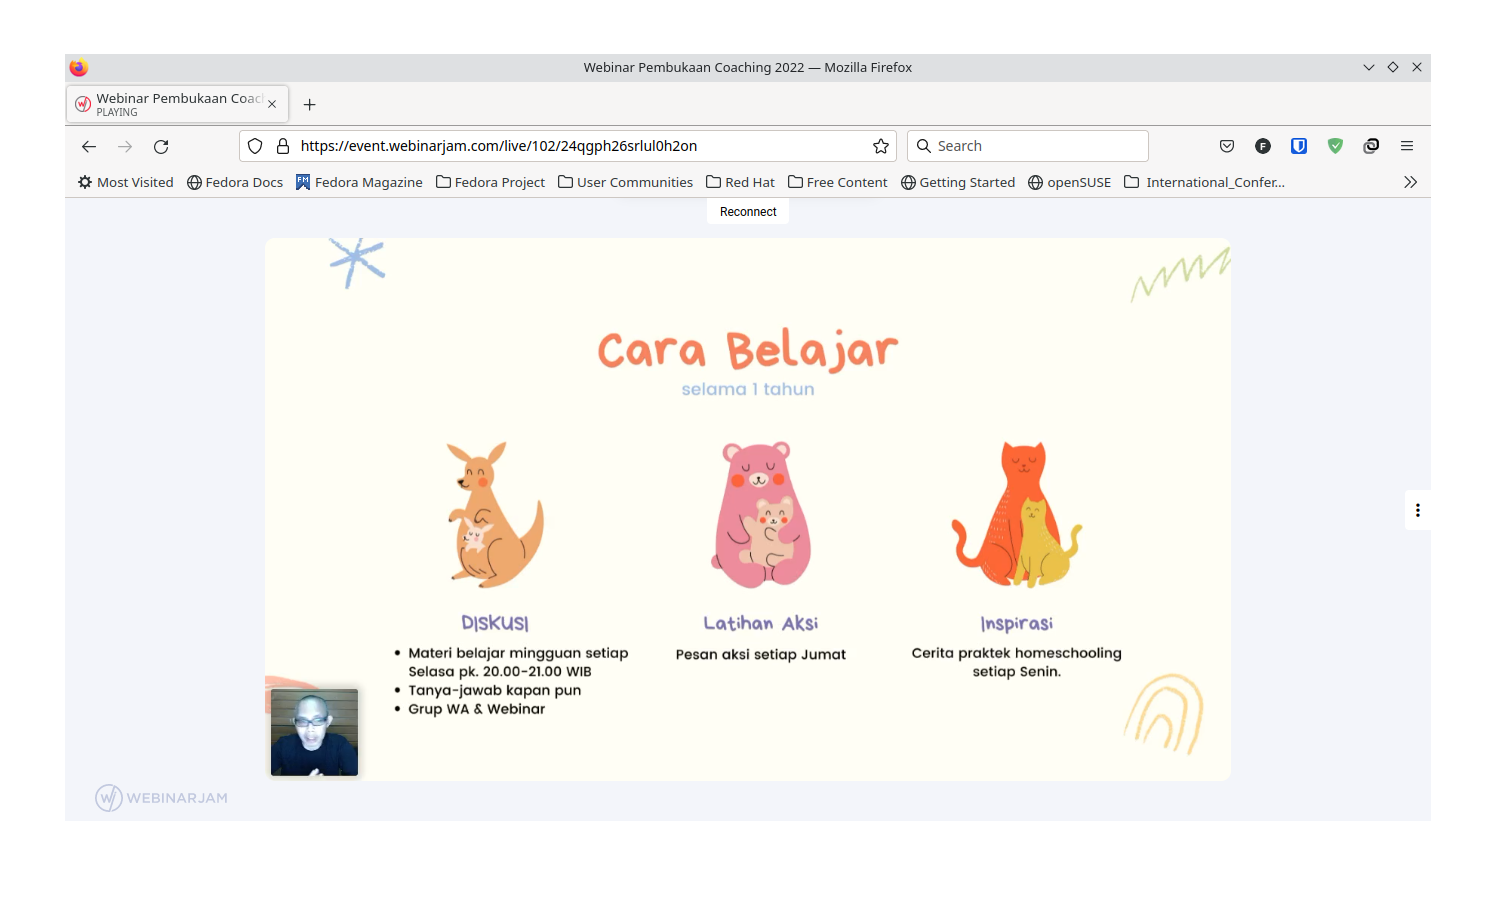 Webinar Pembukaan Coaching 2022 — Mozilla Firefox
Webinar Pembukaan Coach
PLAYING
https://event.webinarjam.com/live/102/24qgph26srlul0h2on
Search
F
Most Visited
Fedora Docs
FM
Fedora Magazine
Fedora Project
User Communities
Red Hat
Free Content
Getting Started
openSUSE
International_Confer...
Reconnect
Cara Belajar
selama 1 tahun
DISKUSI
• Materi belajar mingguan setiap
Selasa pk. 20.00-21.00 WIB
• Tanya-jawab kapan pun
• Grup WA & Webinar
Latihan Aksi
Pesan aksi setiap Jumat
Inspirasi
Cerita praktek homeschooling
setiap Senin.
WEBINARJAM